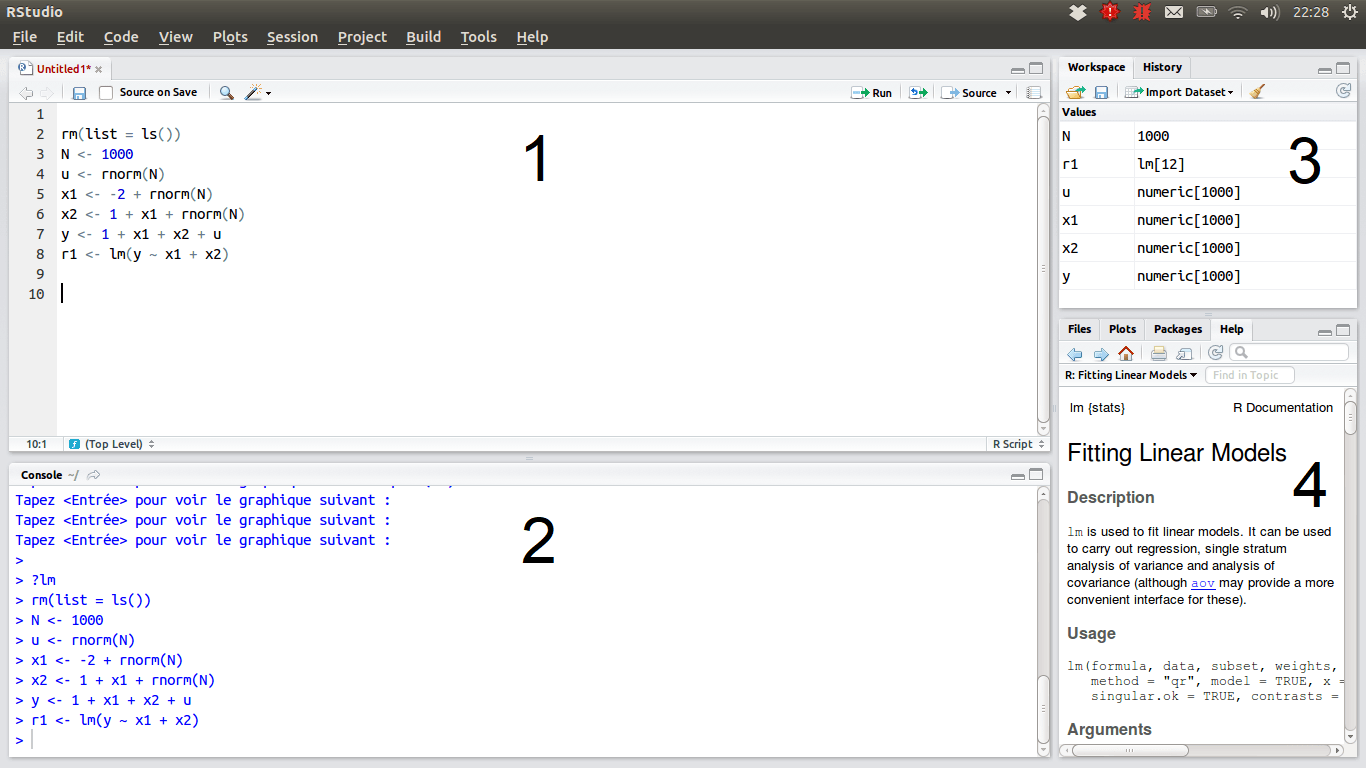 RStudio
22:28
File Edit Code View Plots Session Project Build Tools Help
Untitled1*
Source on Save Run Source
1
2 rm(list = ls())
3 N <- 1000
4 u <- rnorm(N)
5 x1 <- -2 + rnorm(N)
6 x2 <- 1 + x1 + rnorm(N)
7 y <- 1 + x1 + x2 + u
8 r1 <- lm(y ~ x1 + x2)
9
10
1
10:1 (Top Level) R Script
Console ~/
Tapez <Entrée> pour voir le graphique suivant :
Tapez <Entrée> pour voir le graphique suivant :
Tapez <Entrée> pour voir le graphique suivant :
>
> ?lm
> rm(list = ls())
> N <- 1000
> u <- rnorm(N)
> x1 <- -2 + rnorm(N)
> x2 <- 1 + x1 + rnorm(N)
> y <- 1 + x1 + x2 + u
> r1 <- lm(y ~ x1 + x2)
>
2
Workspace History
Import Dataset
Values
N 1000
r1 lm[12]
u numeric[1000]
x1 numeric[1000]
x2 numeric[1000]
y numeric[1000]
3
Files Plots Packages Help
R: Fitting Linear Models Find in Topic
lm {stats} R Documentation
Fitting Linear Models
4
Description
lm is used to fit linear models. It can be used
to carry out regression, single stratum
analysis of variance and analysis of
covariance (although aov may provide a more
convenient interface for these).
Usage
lm(formula, data, subset, weights,
method = "qr", model = TRUE, x =
singular.ok = TRUE, contrasts =
Arguments